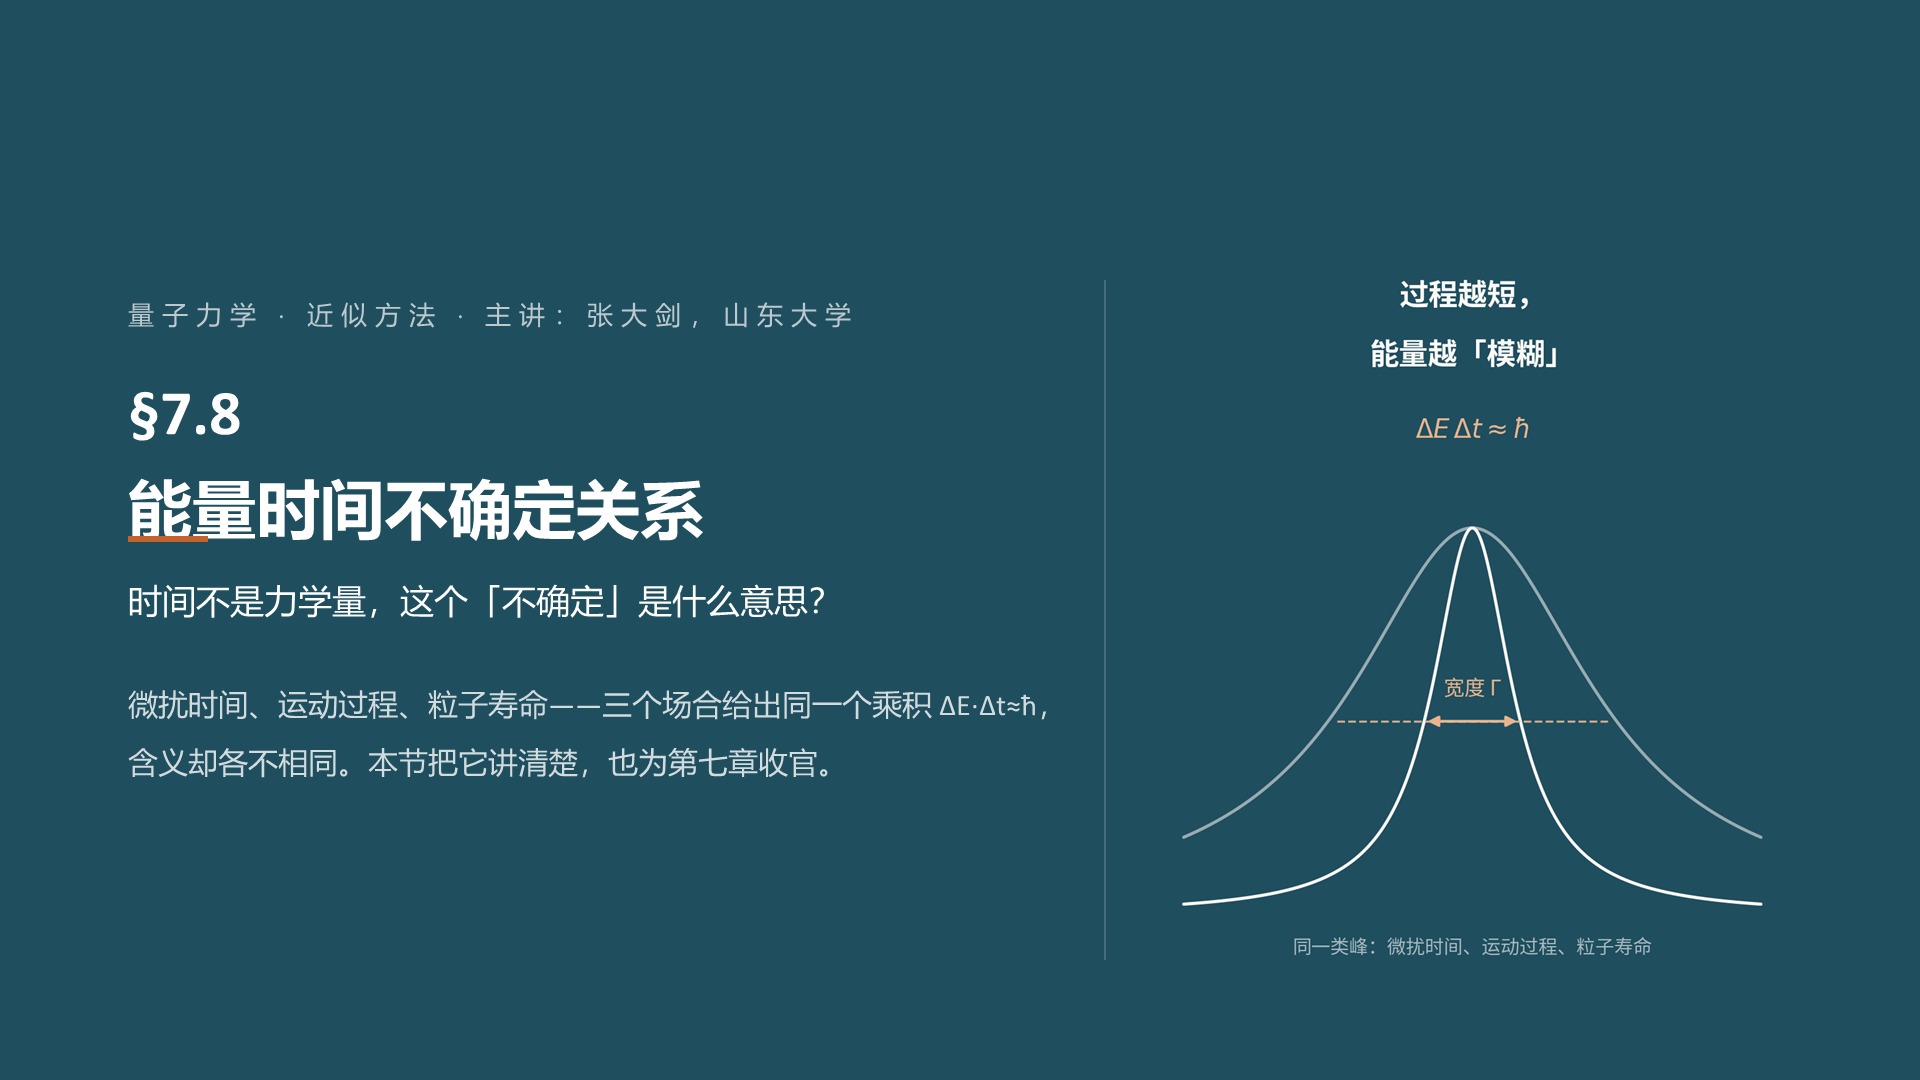 量子力学 · 近似方法 · 主讲：张大剑，山东大学
§7.8
能量时间不确定关系
时间不是力学量，这个「不确定」是什么意思？
微扰时间、运动过程、粒子寿命——三个场合给出同一个乘积 ΔE·Δt≈ħ，
含义却各不相同。本节把它讲清楚，也为第七章收官。
过程越短，
能量越「模糊」
ΔE Δt ≈ ħ
宽度 Γ
同一类峰：微扰时间、运动过程、粒子寿命